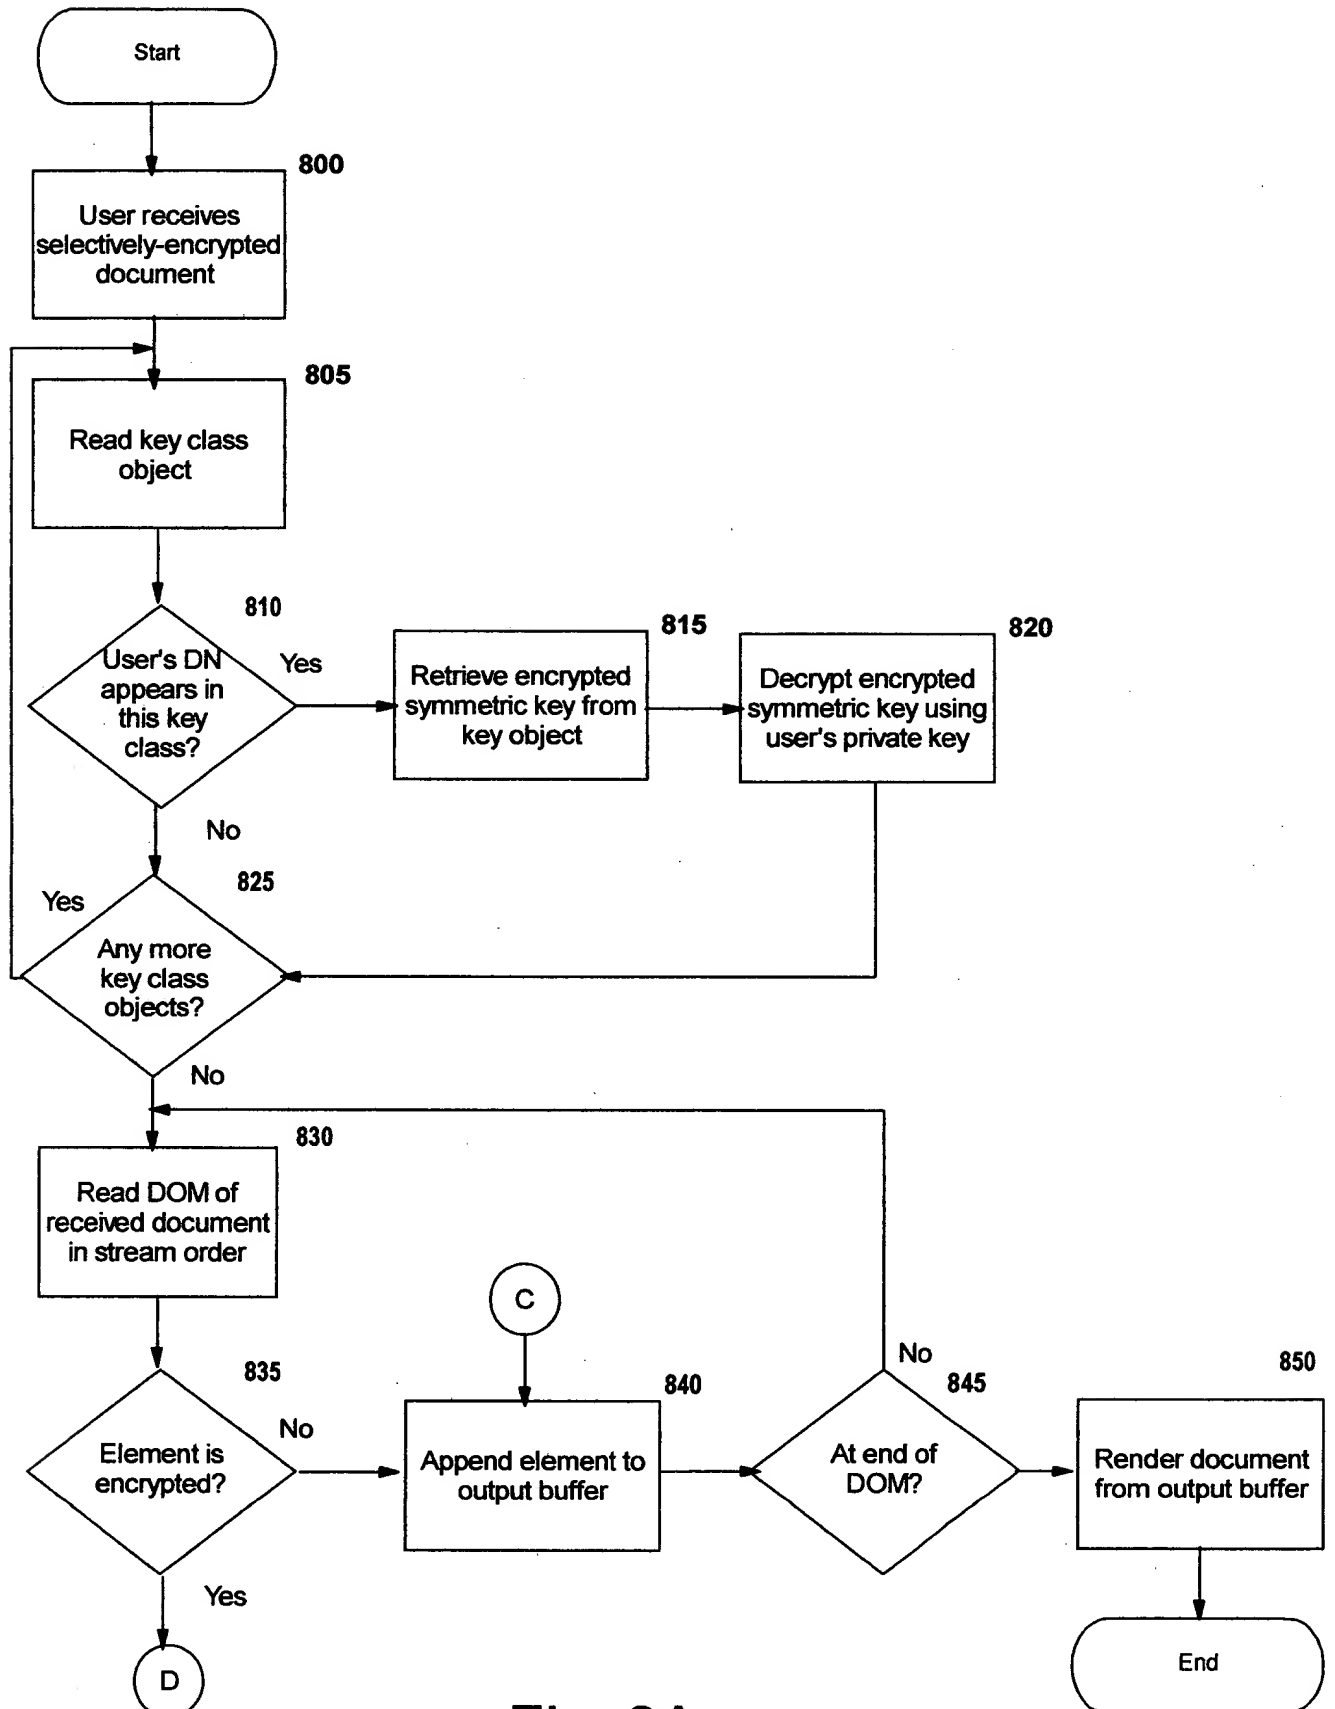 Start
800
User receives
selectively-encrypted
document
805
Read key class
object
810
User's DN
appears in
this key
class?
Yes
815
Retrieve encrypted
symmetric key from
key object
820
Decrypt encrypted
symmetric key using
user's private key
No
825
Yes
Any more
key class
objects?
No
830
Read DOM of
received document
in stream order
C
835
Element is
encrypted?
No
840
Append element to
output buffer
No
845
At end of
DOM?
850
Render document
from output buffer
Yes
D
End